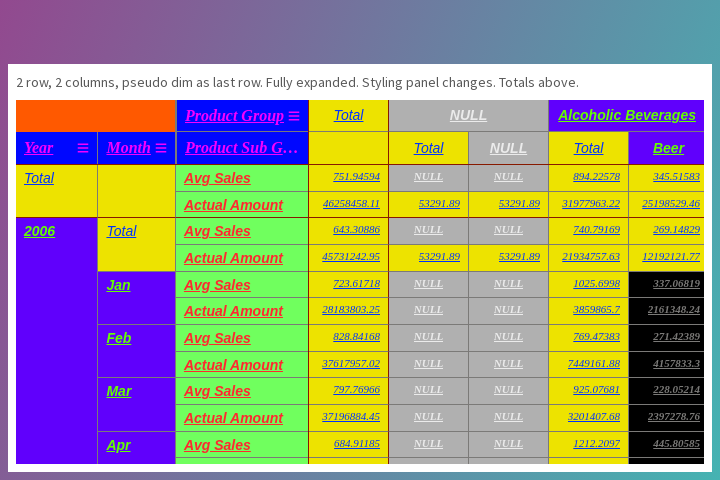 2 row, 2 columns, pseudo dim as last row. Fully expanded. Styling panel changes. Totals above.
Product Group Total NULL Alcoholic Beverages
Year Month Product Sub G… Total NULL Total Beer
Total Avg Sales 751.94594 NULL NULL 894.22578 345.51583
Actual Amount 46258458.11 53291.89 53291.89 31977963.22 25198529.46
2006 Total Avg Sales 643.30886 NULL NULL 740.79169 269.14829
Actual Amount 45731242.95 53291.89 53291.89 21934757.63 12192121.77
Jan Avg Sales 723.61718 NULL NULL 1025.6998 337.06819
Actual Amount 28183803.25 NULL NULL 3859865.7 2161348.24
Feb Avg Sales 828.84168 NULL NULL 769.47383 271.42389
Actual Amount 37617957.02 NULL NULL 7449161.88 4157833.3
Mar Avg Sales 797.76966 NULL NULL 925.07681 228.05214
Actual Amount 37196884.45 NULL NULL 3201407.68 2397278.76
Apr Avg Sales 684.91185 NULL NULL 1212.2097 445.80585